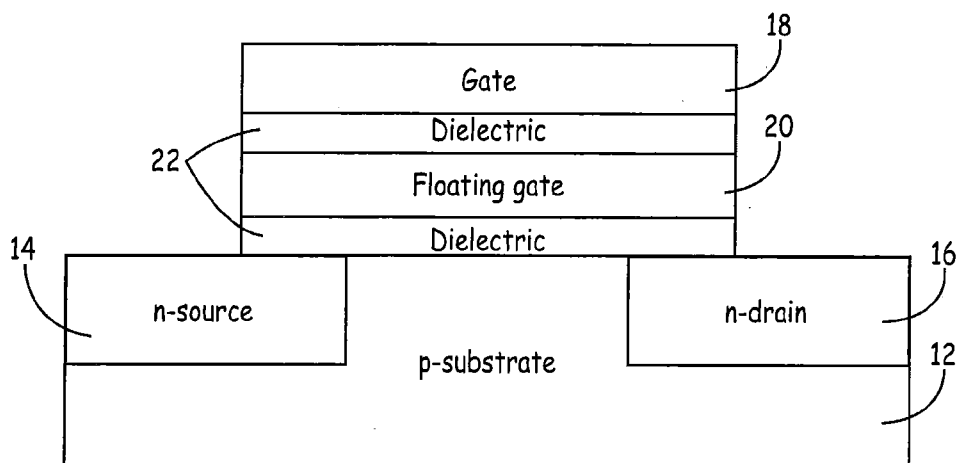 18
Gate
Dielectric
20
22
Floating gate
Dielectric
14
16
n-source
n-drain
p-substrate
12